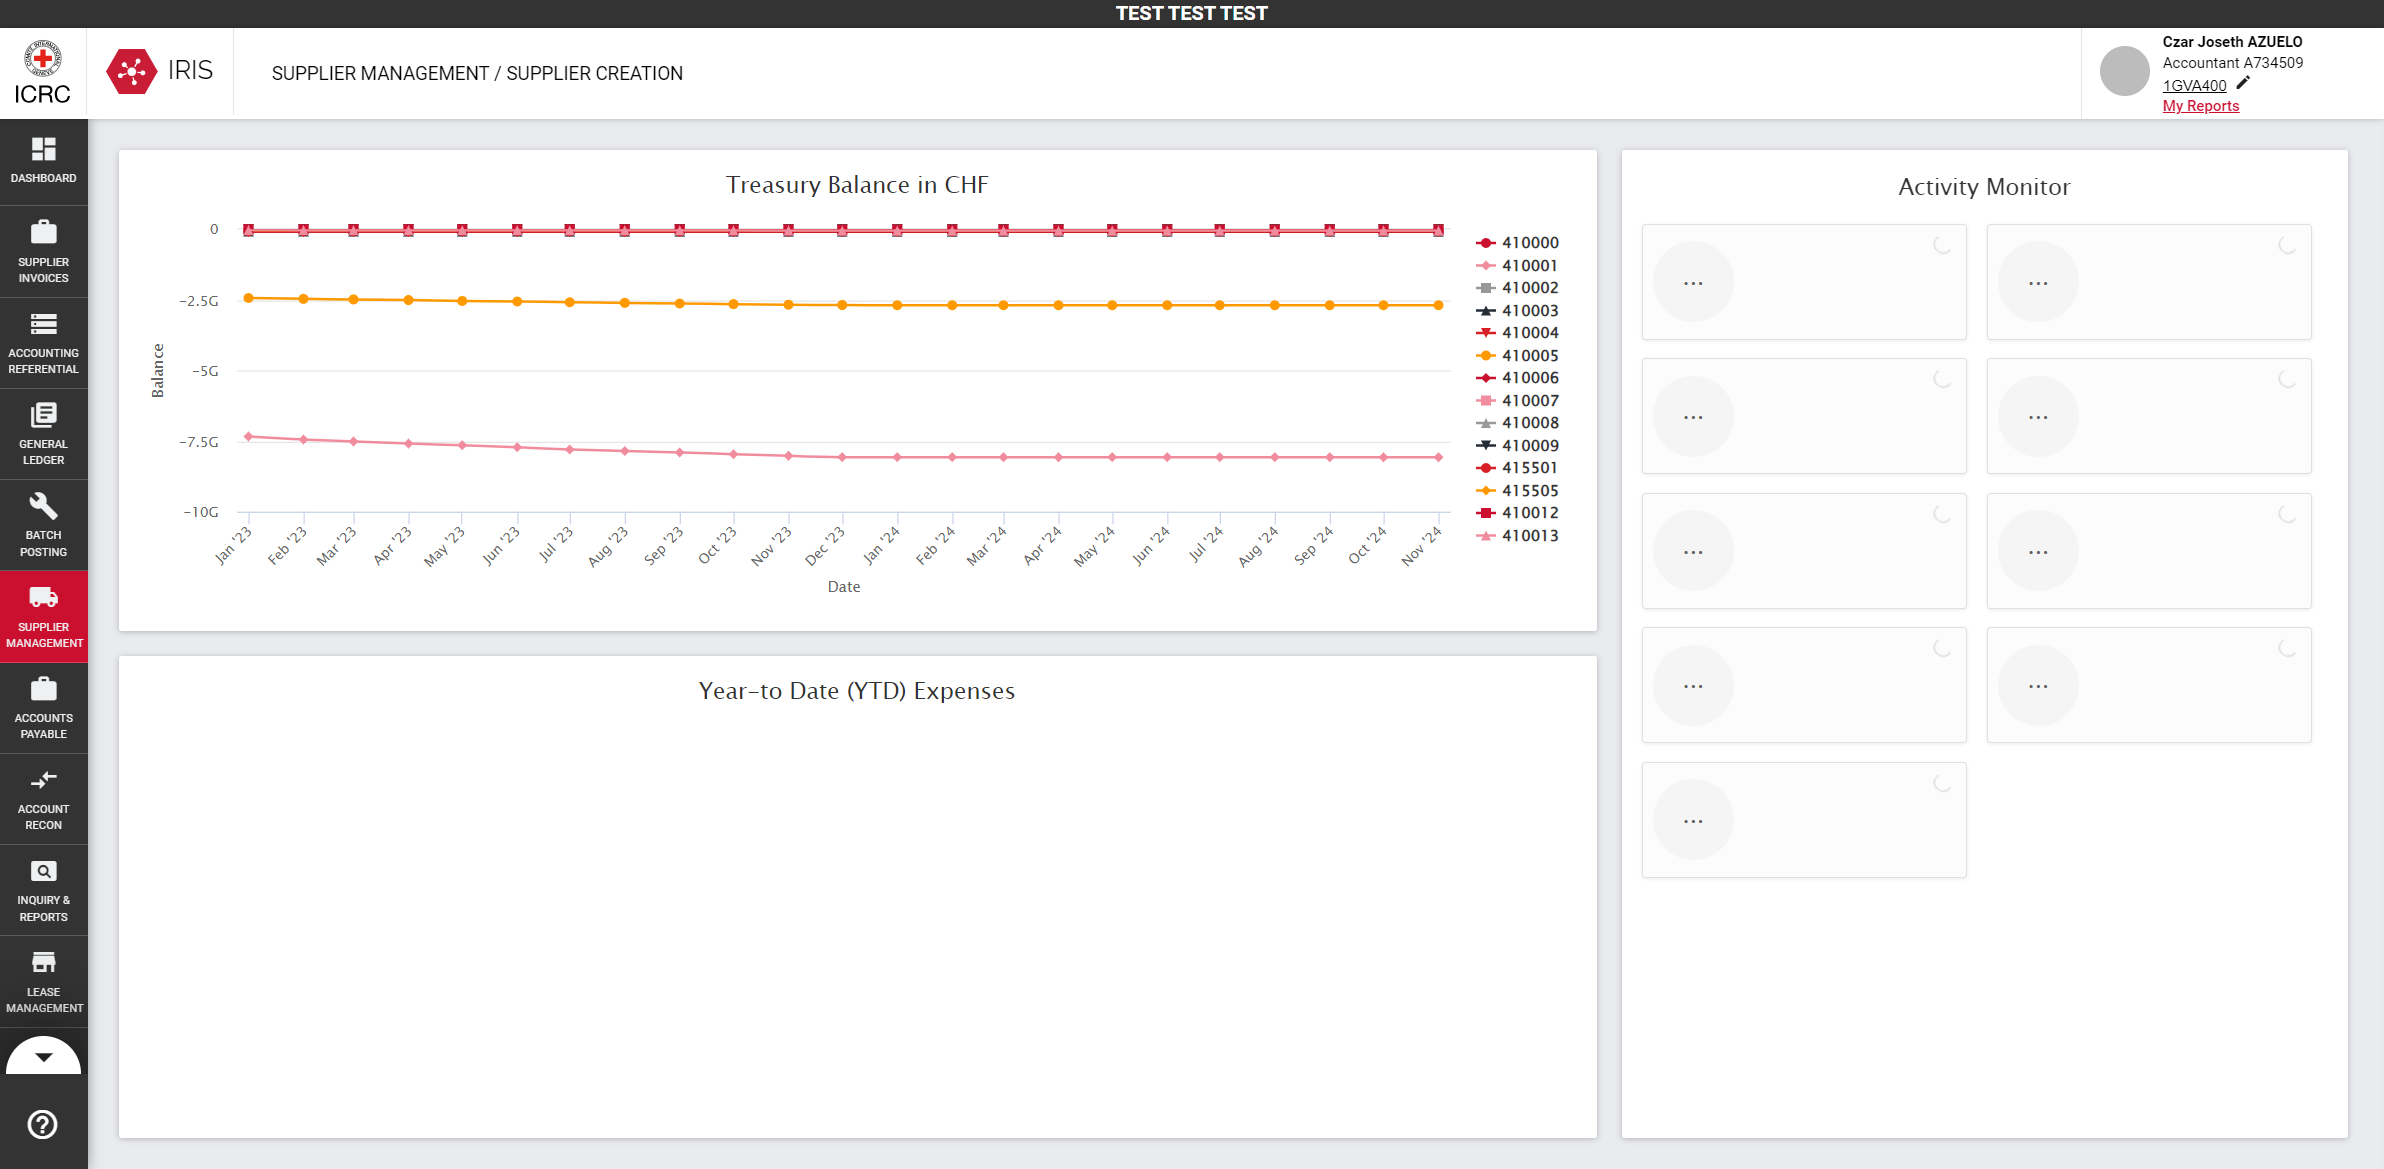 TEST TEST TEST
ICRC
IRIS
SUPPLIER MANAGEMENT / SUPPLIER CREATION
Czar Joseth AZUELO
Accountant A734509
1GVA400
My Reports
DASHBOARD
SUPPLIER
INVOICES
ACCOUNTING
REFERENTIAL
GENERAL
LEDGER
BATCH
POSTING
SUPPLIER
MANAGEMENT
ACCOUNTS
PAYABLE
ACCOUNT
RECON
INQUIRY &
REPORTS
LEASE
MANAGEMENT
Treasury Balance in CHF
0
−2.5G
−5G
−7.5G
−10G
Balance
Jan '23
Feb '23
Mar '23
Apr '23
May '23
Jun '23
Jul '23
Aug '23
Sep '23
Oct '23
Nov '23
Dec '23
Jan '24
Feb '24
Mar '24
Apr '24
May '24
Jun '24
Jul '24
Aug '24
Sep '24
Oct '24
Nov '24
Date
410000
410001
410002
410003
410004
410005
410006
410007
410008
410009
415501
415505
410012
410013
Year-to Date (YTD) Expenses
Activity Monitor
...
...
...
...
...
...
...
...
...